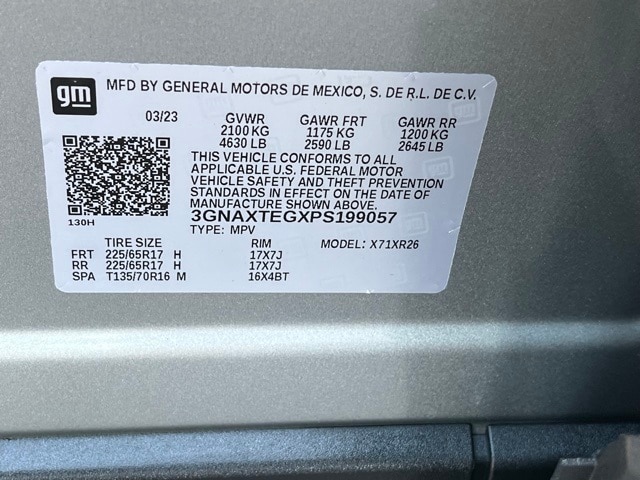 gm
MFD BY GENERAL MOTORS DE MEXICO, S. DE R.L. DE C.V.
03/23 GVWR GAWR FRT GAWR RR
2100 KG 1175 KG 1200 KG
4630 LB 2590 LB 2645 LB
THIS VEHICLE CONFORMS TO ALL
APPLICABLE U.S. FEDERAL MOTOR
VEHICLE SAFETY AND THEFT PREVENTION
STANDARDS IN EFFECT ON THE DATE OF
MANUFACTURE SHOWN ABOVE.
130H 3GNAXTEGXPS199057
TYPE: MPV
TIRE SIZE RIM MODEL: X71XR26
FRT 225/65R17 H 17X7J
RR 225/65R17 H 17X7J
SPA T135/70R16 M 16X4BT